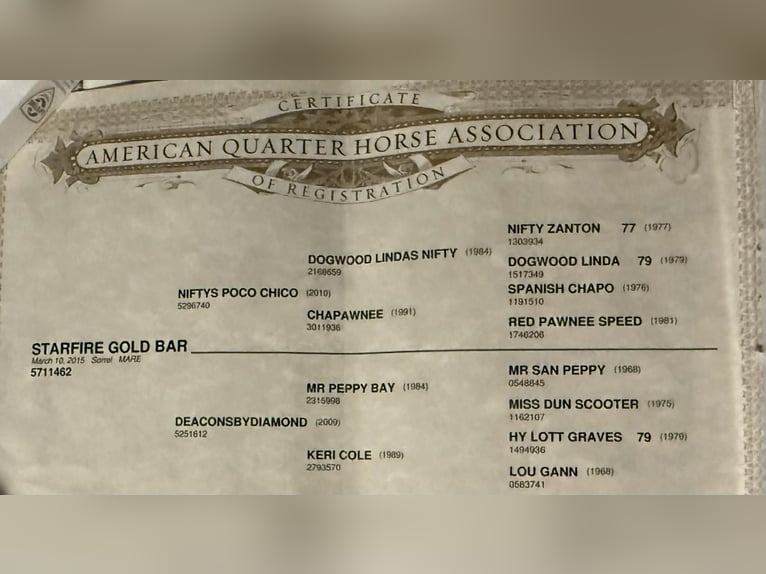 CERTIFICATE
AMERICAN QUARTER HORSE ASSOCIATION
OF REGISTRATION
NIFTY ZANTON 77 (1977)
1303934
DOGWOOD LINDAS NIFTY (1984)
2168659
DOGWOOD LINDA 79 (1979)
1517349
NIFTYS POCO CHICO (2010)
5296740
SPANISH CHAPO (1976)
1191510
CHAPAWNEE (1991)
3011936
RED PAWNEE SPEED (1981)
1746206
STARFIRE GOLD BAR
March 10, 2015 Sorrel MARE
5711462
MR SAN PEPPY (1968)
0548845
MR PEPPY BAY (1984)
2315998
MISS DUN SCOOTER (1975)
1162107
DEACONSBYDIAMOND (2009)
5251612
HY LOTT GRAVES 79 (1979)
1494936
KERI COLE (1989)
2793570
LOU GANN (1968)
0583741